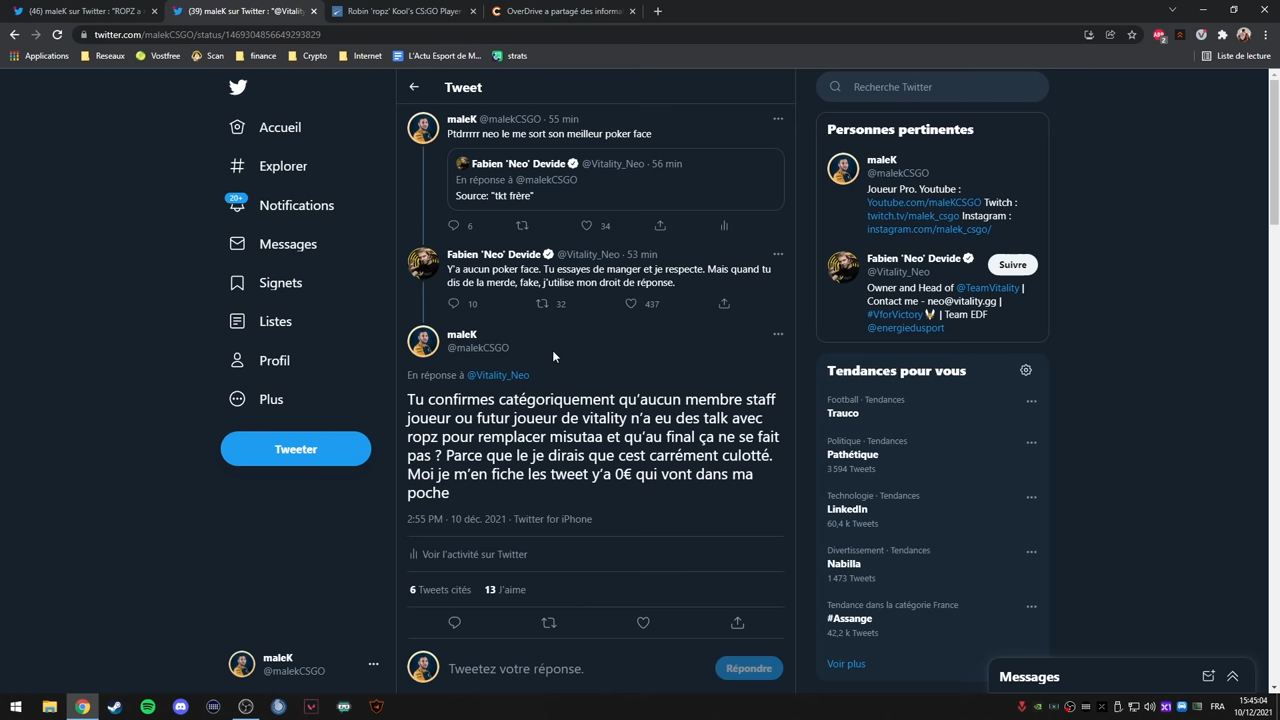 (46) maleK sur Twitter : "ROPZ a
(39) maleK sur Twitter : "@Vitality
Robin 'ropz' Kool's CS:GO Player
OverDrive a partagé des informat
twitter.com/malekCSGO/status/1469304856649293829
Applications
Reseaux
Vostfree
Scan
finance
Crypto
Internet
L'Actu Esport de M...
strats
Liste de lecture
Accueil
Explorer
20+
Notifications
Messages
Signets
Listes
Profil
Plus
Tweeter
maleK
@malekCSGO
Tweet
maleK @malekCSGO · 55 min
Ptdrrrrr neo le me sort son meilleur poker face
Fabien 'Neo' Devide @Vitality_Neo · 56 min
En réponse à @malekCSGO
Source: "tkt frère"
6 34
Fabien 'Neo' Devide @Vitality_Neo · 53 min
Y'a aucun poker face. Tu essayes de manger et je respecte. Mais quand tu
dis de la merde, fake, j'utilise mon droit de réponse.
10 32 437
maleK
@malekCSGO
En réponse à @Vitality_Neo
Tu confirmes catégoriquement qu'aucun membre staff
joueur ou futur joueur de vitality n'a eu des talk avec
ropz pour remplacer misutaa et qu'au final ça ne se fait
pas ? Parce que le je dirais que cest carrément culotté.
Moi je m'en fiche les tweet y'a 0€ qui vont dans ma
poche
2:55 PM · 10 déc. 2021 · Twitter for iPhone
Voir l'activité sur Twitter
6 Tweets cités 13 J'aime
Tweetez votre réponse.
Répondre
Recherche Twitter
Personnes pertinentes
maleK
@malekCSGO
Joueur Pro. Youtube :
Youtube.com/maleKCSGO Twitch :
twitch.tv/malek_csgo Instagram :
instagram.com/malek_csgo/
Fabien 'Neo' Devide
@Vitality_Neo
Suivre
Owner and Head of @TeamVitality |
Contact me - neo@vitality.gg |
#VforVictory | Team EDF
@energiedusport
Tendances pour vous
Football · Tendances
Trauco
Politique · Tendances
Pathétique
3 594 Tweets
Technologie · Tendances
LinkedIn
60,4 k Tweets
Divertissement · Tendances
Nabilla
1 473 Tweets
Tendance dans la catégorie France
#Assange
42,2 k Tweets
Voir plus
Messages
FRA
15:45:04
10/12/2021